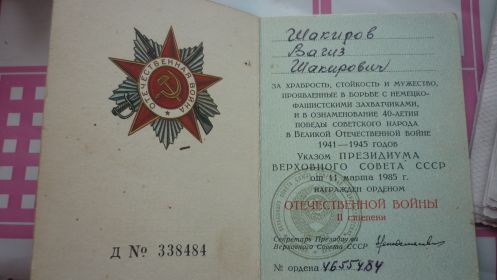 ОТЕЧЕСТВЕННАЯ ВОЙНА
Д № 338484
Шакиров
Вагиз
Шакирович
ЗА ХРАБРОСТЬ, СТОЙКОСТЬ И МУЖЕСТВО,
ПРОЯВЛЕННЫЕ В БОРЬБЕ С НЕМЕЦКО-
ФАШИСТСКИМИ ЗАХВАТЧИКАМИ,
И В ОЗНАМЕНОВАНИЕ 40-ЛЕТИЯ
ПОБЕДЫ СОВЕТСКОГО НАРОДА
В ВЕЛИКОЙ ОТЕЧЕСТВЕННОЙ ВОЙНЕ
1941—1945 ГОДОВ
УКАЗОМ ПРЕЗИДИУМА
ВЕРХОВНОГО СОВЕТА СССР
от 11 марта 1985 г.
НАГРАЖДЕН ОРДЕНОМ
ОТЕЧЕСТВЕННОЙ ВОЙНЫ
II степени
Секретарь Президиума
Верховного Совета СССР
№ ордена 4655484